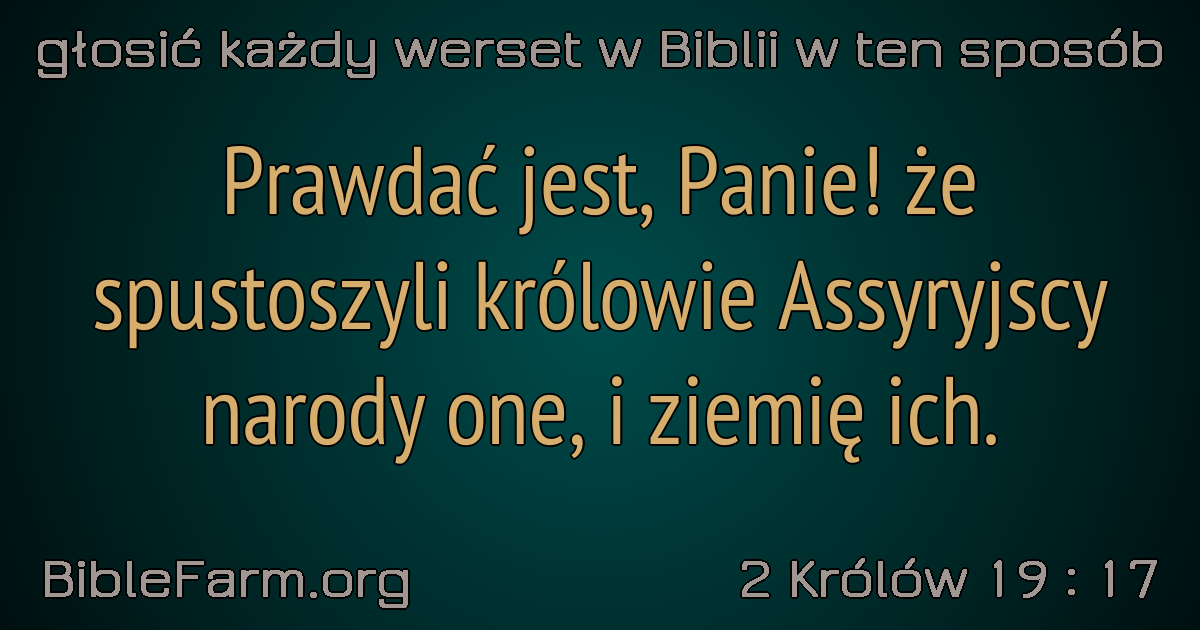 głosić każdy werset w Biblii w ten sposób
Prawdać jest, Panie! że
spustoszyli królowie Assyryjscy
narody one, i ziemię ich.
BibleFarm.org
2 Królów 19 : 17